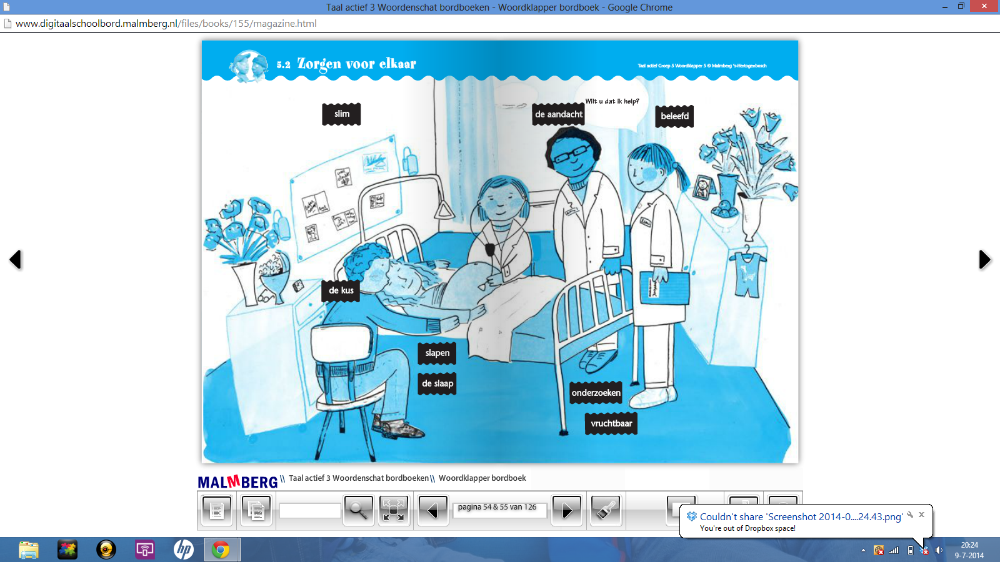 Taal actief 3 Woordenschat bordboeken - Woordklapper bordboek - Google Chrome
www.digitaalschoolbord.malmberg.nl/files/books/155/magazine.html
5.2 Zorgen voor elkaar
Taal actief Groep 5 Woordklapper 5 © Malmberg 's-Hertogenbosch
Wilt u dat ik help?
slim
de aandacht
beleefd
de kus
slapen
de slaap
onderzoeken
vruchtbaar
MALMBERG \\ Taal actief 3 Woordenschat bordboeken \\ Woordklapper bordboek
pagina 54 & 55 van 126
Couldn't share 'Screenshot 2014-0....24.43.png'
You're out of Dropbox space!
hp
20:24
9-7-2014